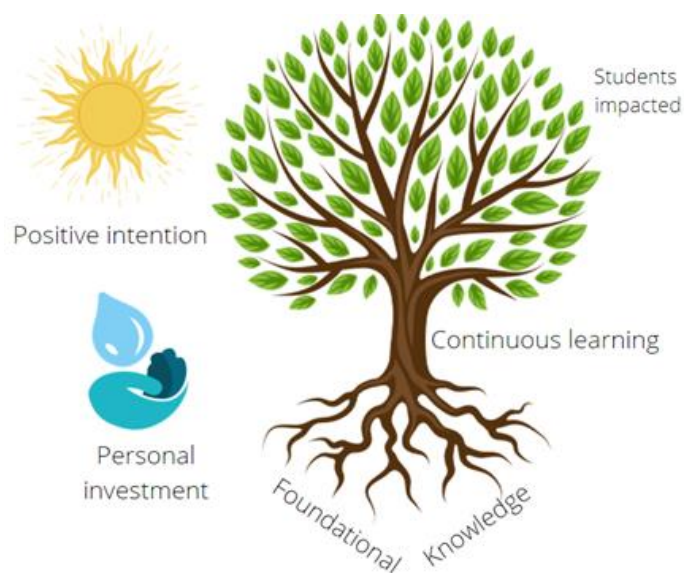 Students
impacted
Positive intention
Continuous learning
Personal
investment
Foundational
Knowledge